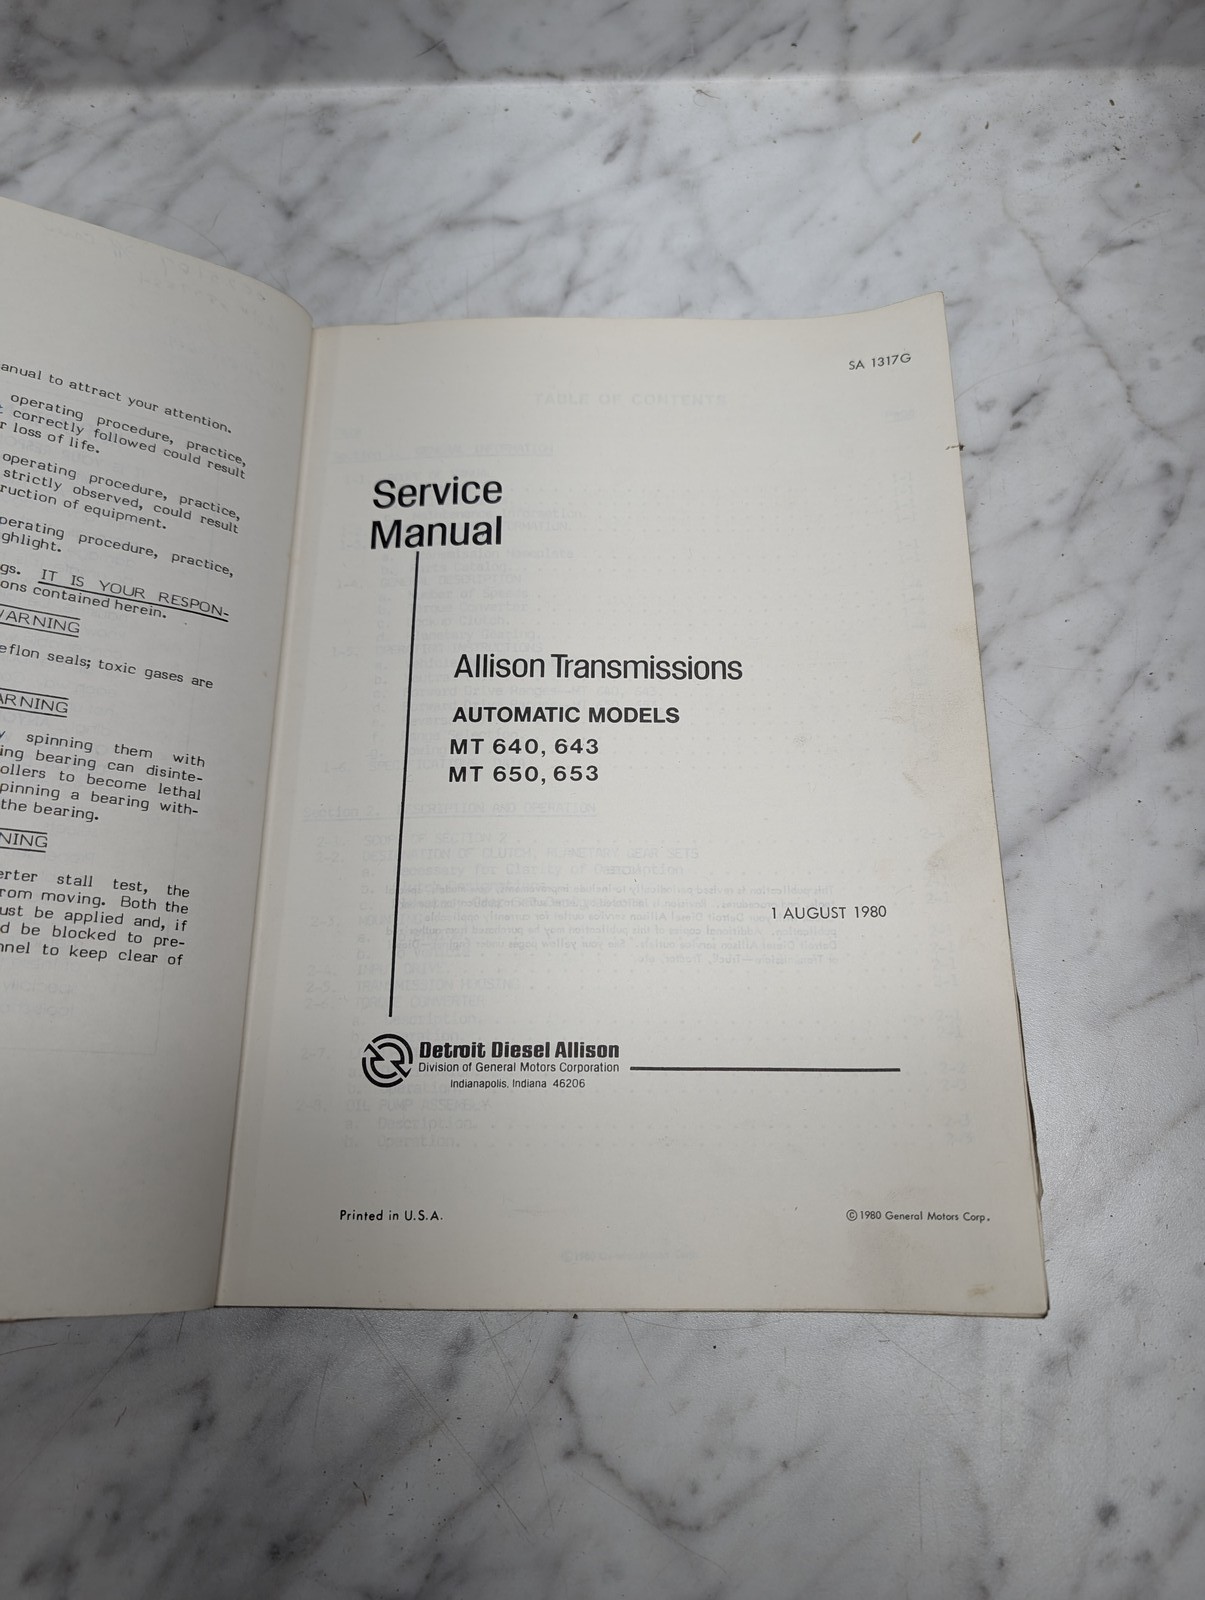 anual to attract your attention.
operating procedure, practice,
correctly followed could result
r loss of life.
operating procedure, practice,
strictly observed, could result
ruction of equipment.
perating procedure, practice,
ghlight.
gs. IT IS YOUR RESPON-
ons contained herein.
WARNING
eflon seals; toxic gases are
ARNING
y spinning them with
ing bearing can disinte-
ollers to become lethal
pinning a bearing with-
the bearing.
NING
erter stall test, the
rom moving. Both the
ust be applied and, if
d be blocked to pre-
nnel to keep clear of
SA 1317G
TABLE OF CONTENTS
Service
Manual
Allison Transmissions
AUTOMATIC MODELS
MT 640, 643
MT 650, 653
1 AUGUST 1980
Detroit Diesel Allison
Division of General Motors Corporation
Indianapolis, Indiana 46206
Printed in U.S.A.
©1980 General Motors Corp.